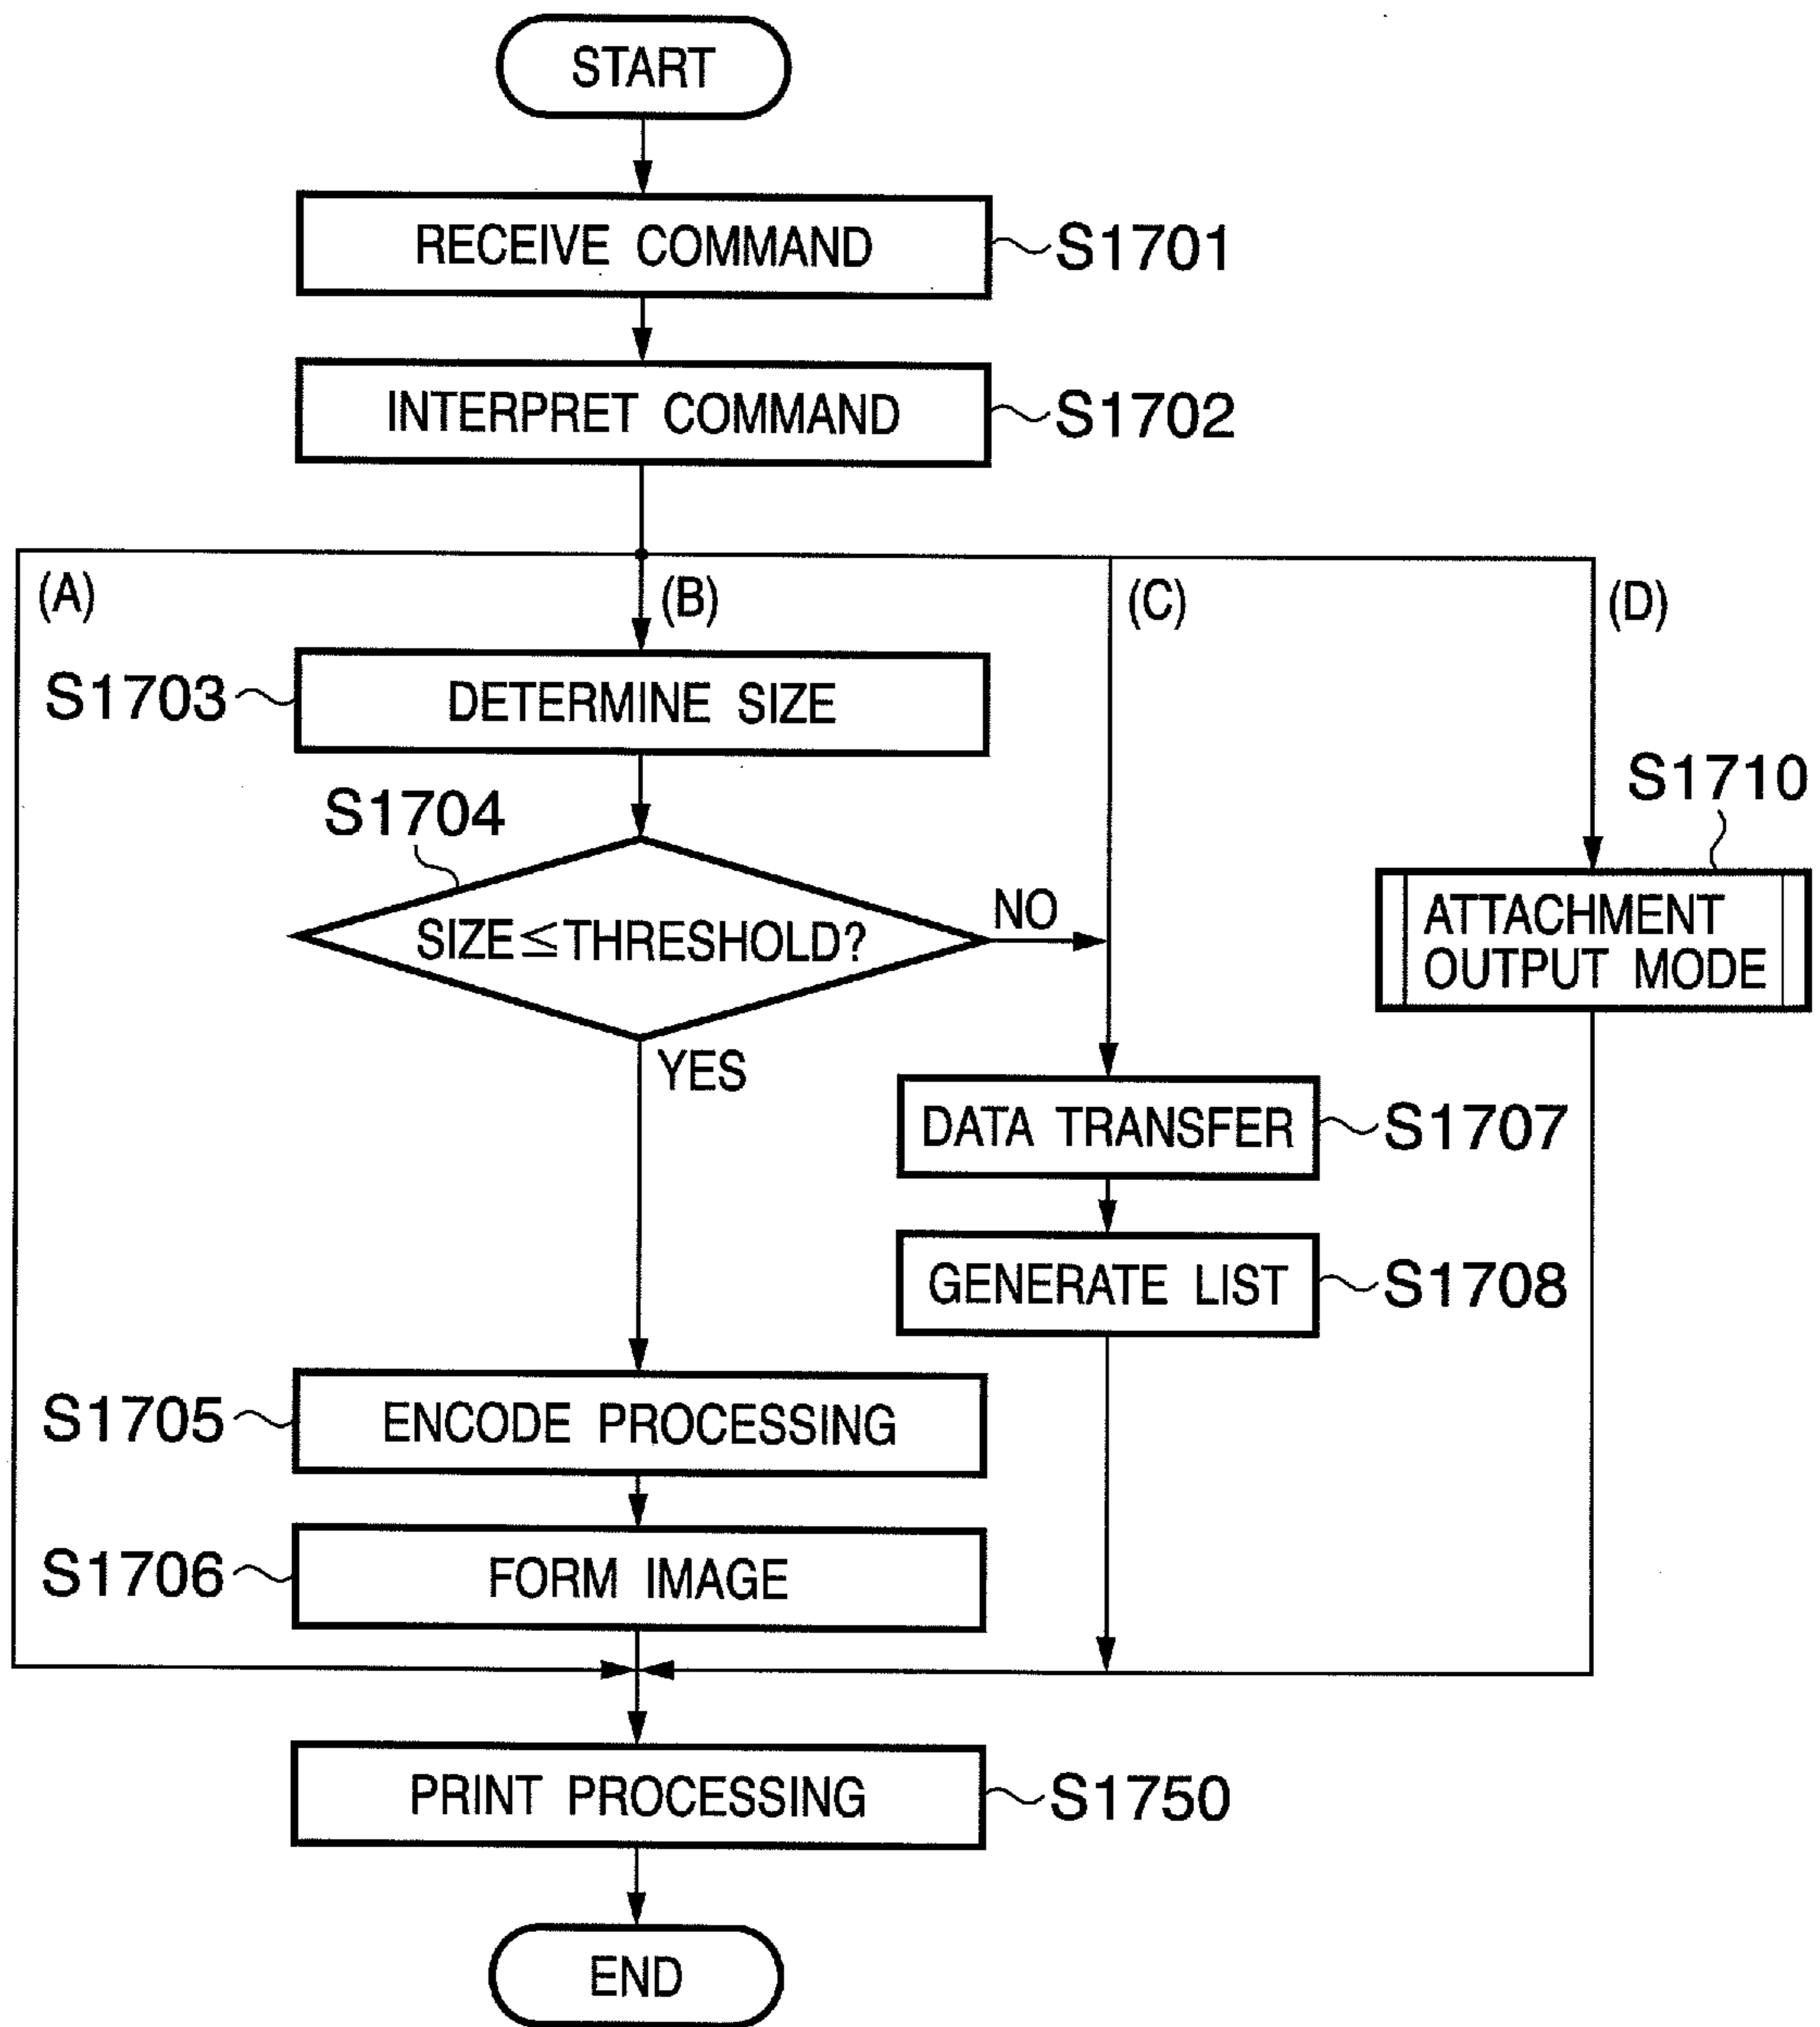 START
RECEIVE COMMAND
S1701
INTERPRET COMMAND
S1702
(A)
(B)
(C)
(D)
S1703
DETERMINE SIZE
S1704
SIZE≦THRESHOLD?
NO
YES
S1710
ATTACHMENT
OUTPUT MODE
DATA TRANSFER
S1707
GENERATE LIST
S1708
S1705
ENCODE PROCESSING
S1706
FORM IMAGE
PRINT PROCESSING
S1750
END